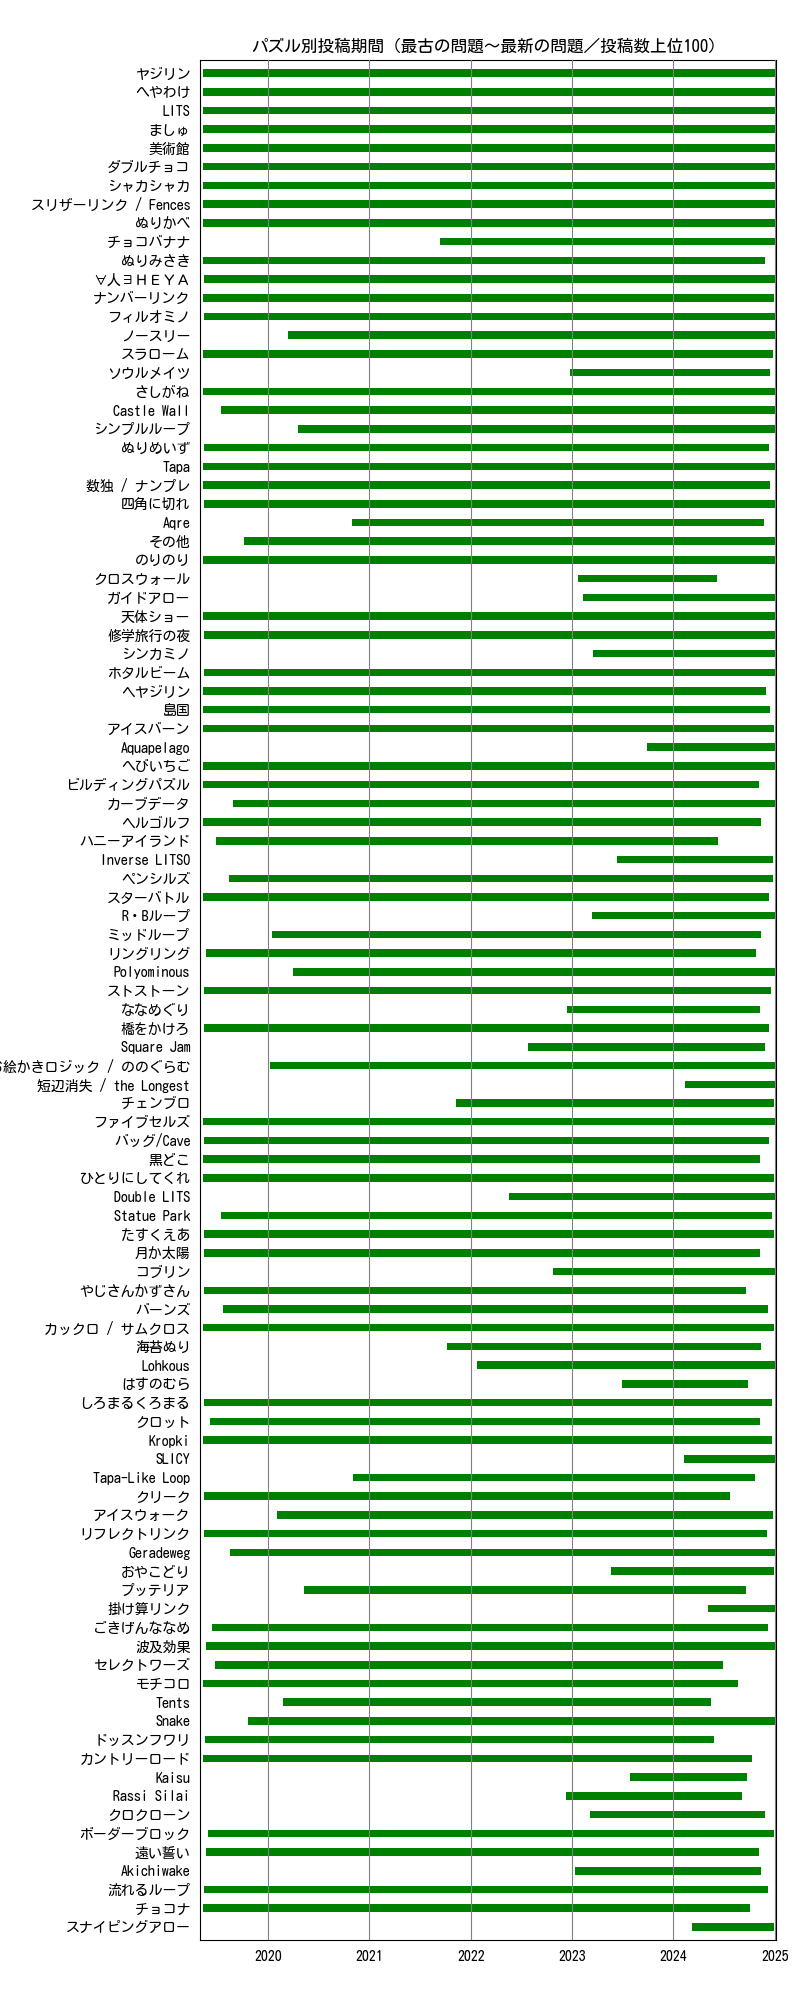 パズル別投稿期間（最古の問題～最新の問題／投稿数上位100）
ヤジリン
へやわけ
LITS
ましゅ
美術館
ダブルチョコ
シャカシャカ
スリザーリンク / Fences
ぬりかべ
チョコバナナ
ぬりみさき
∀人∃ＨＥＹＡ
ナンバーリンク
フィルオミノ
ノースリー
スラローム
ソウルメイツ
さしがね
Castle Wall
シンプルループ
ぬりめいず
Tapa
数独 / ナンプレ
四角に切れ
Aqre
その他
のりのり
クロスウォール
ガイドアロー
天体ショー
修学旅行の夜
シンカミノ
ホタルビーム
ヘヤジリン
島国
アイスバーン
Aquapelago
へびいちご
ビルディングパズル
カーブデータ
ヘルゴルフ
ハニーアイランド
Inverse LITSO
ペンシルズ
スターバトル
R・Bループ
ミッドループ
リングリング
Polyominous
ストストーン
ななめぐり
橋をかけろ
Square Jam
絵かきロジック / ののぐらむ
短辺消失 / the Longest
チェンブロ
ファイブセルズ
バッグ/Cave
黒どこ
ひとりにしてくれ
Double LITS
Statue Park
たすくえあ
月か太陽
コブリン
やじさんかずさん
バーンズ
カックロ / サムクロス
海苔ぬり
Lohkous
はすのむら
しろまるくろまる
クロット
Kropki
SLICY
Tapa-Like Loop
クリーク
アイスウォーク
リフレクトリンク
Geradeweg
おやこどり
プッテリア
掛け算リンク
ごきげんななめ
波及効果
セレクトワーズ
モチコロ
Tents
Snake
ドッスンフワリ
カントリーロード
Kaisu
Rassi Silai
クロクローン
ボーダーブロック
遠い誓い
Akichiwake
流れるループ
チョコナ
スナイピングアロー
2020 2021 2022 2023 2024 2025